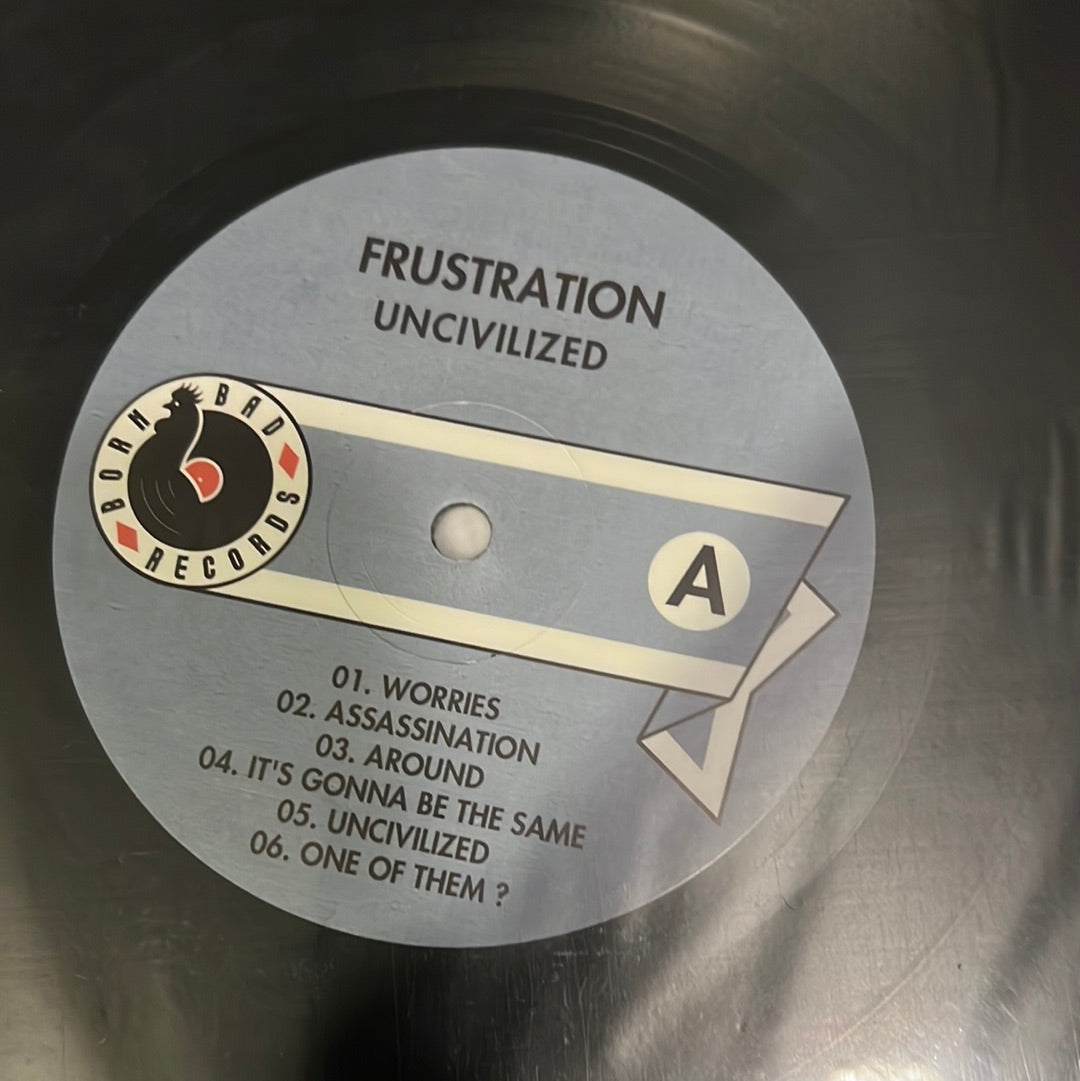 FRUSTRATION
UNCIVILIZED
BORN BAD
RECORDS
A
01. WORRIES
02. ASSASSINATION
03. AROUND
04. IT'S GONNA BE THE SAME
05. UNCIVILIZED
06. ONE OF THEM ?